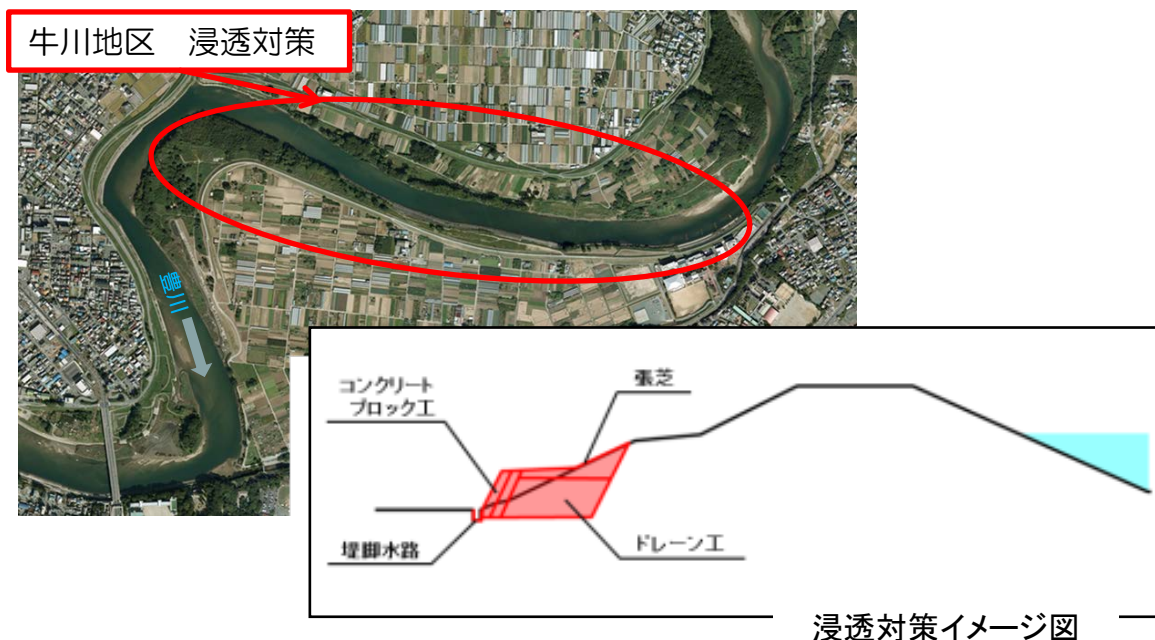 牛川地区　浸透対策
豊川
コンクリート
ブロック工
張芝
堤脚水路
ドレーン工
浸透対策イメージ図